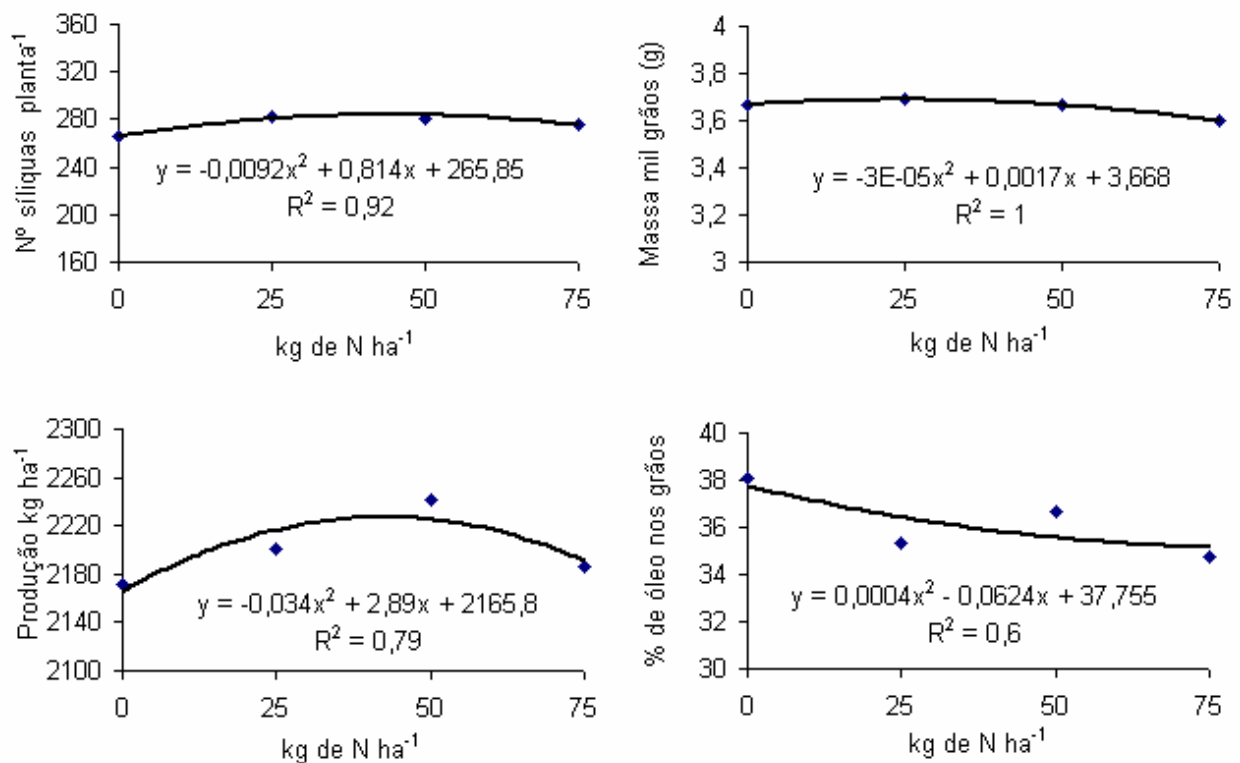 Nº síliquas planta⁻¹
360
320
280
240
200
160
y = -0,0092x² + 0,814x + 265,85
R² = 0,92
0 25 50 75
kg de N ha⁻¹
Massa mil grãos (g)
4
3,8
3,6
3,4
3,2
3
y = -3E-05x² + 0,0017x + 3,668
R² = 1
0 25 50 75
kg de N ha⁻¹
Produção kg ha⁻¹
2300
2260
2220
2180
2140
2100
y = -0,034x² + 2,89x + 2165,8
R² = 0,79
0 25 50 75
kg de N ha⁻¹
% de óleo nos grãos
40
38
36
34
32
30
y = 0,0004x² - 0,0624x + 37,755
R² = 0,6
0 25 50 75
kg de N ha⁻¹